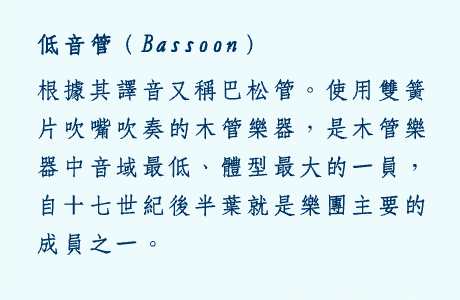 低音管（Bassoon）
根據其譯音又稱巴松管。使用雙簧
片吹嘴吹奏的木管樂器，是木管樂
器中音域最低、體型最大的一員，
自十七世紀後半葉就是樂團主要的
成員之一。